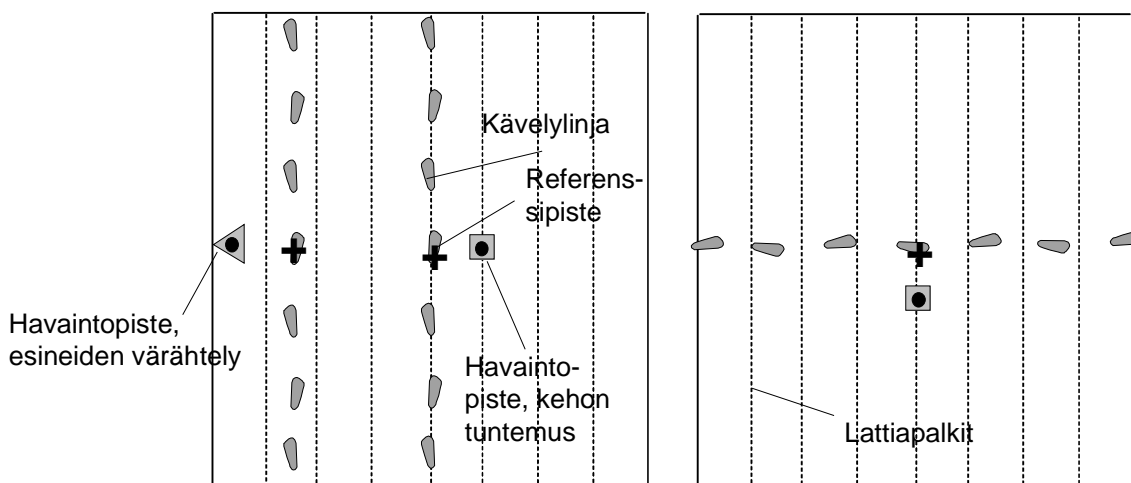 Kävelylinja
Referens-
sipiste
Havaintopiste,
esineiden värähtely
Havainto-
piste, kehon
tuntemus
Lattiapalkit